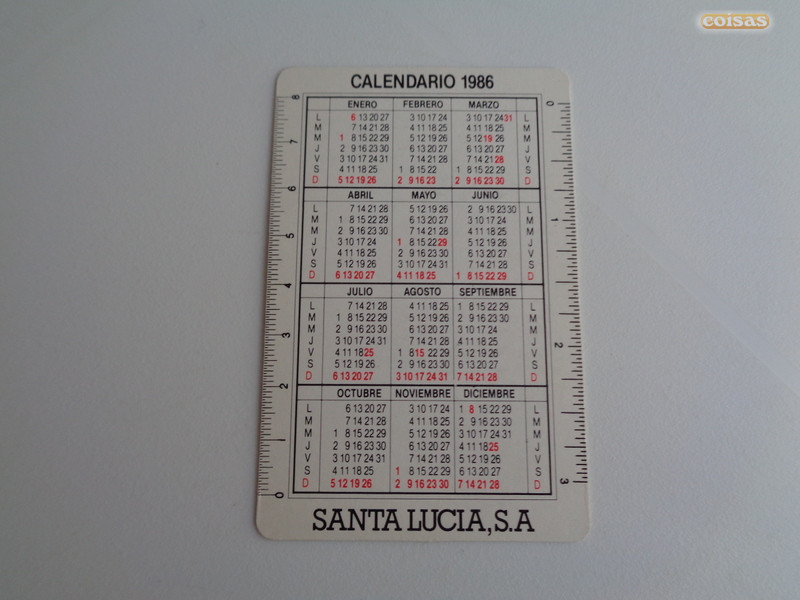 coisas
CALENDARIO 1986
ENERO FEBRERO MARZO
L 6 13 20 27 3 10 17 24 3 10 17 24 31 L
M 7 14 21 28 4 11 18 25 4 11 18 25 M
M 1 8 15 22 29 5 12 19 26 5 12 19 26 M
J 2 9 16 23 30 6 13 20 27 6 13 20 27 J
V 3 10 17 24 31 7 14 21 28 7 14 21 28 V
S 4 11 18 25 1 8 15 22 1 8 15 22 29 S
D 5 12 19 26 2 9 16 23 2 9 16 23 30 D
ABRIL MAYO JUNIO
L 7 14 21 28 5 12 19 26 2 9 16 23 30 L
M 1 8 15 22 29 6 13 20 27 3 10 17 24 M
M 2 9 16 23 30 7 14 21 28 4 11 18 25 M
J 3 10 17 24 1 8 15 22 29 5 12 19 26 J
V 4 11 18 25 2 9 16 23 30 6 13 20 27 V
S 5 12 19 26 3 10 17 24 31 7 14 21 28 S
D 6 13 20 27 4 11 18 25 1 8 15 22 29 D
JULIO AGOSTO SEPTIEMBRE
L 7 14 21 28 4 11 18 25 1 8 15 22 29 L
M 1 8 15 22 29 5 12 19 26 2 9 16 23 30 M
M 2 9 16 23 30 6 13 20 27 3 10 17 24 M
J 3 10 17 24 31 7 14 21 28 4 11 18 25 J
V 4 11 18 25 1 8 15 22 29 5 12 19 26 V
S 5 12 19 26 2 9 16 23 30 6 13 20 27 S
D 6 13 20 27 3 10 17 24 31 7 14 21 28 D
OCTUBRE NOVIEMBRE DICIEMBRE
L 6 13 20 27 3 10 17 24 1 8 15 22 29 L
M 7 14 21 28 4 11 18 25 2 9 16 23 30 M
M 1 8 15 22 29 5 12 19 26 3 10 17 24 31 M
J 2 9 16 23 30 6 13 20 27 4 11 18 25 J
V 3 10 17 24 31 7 14 21 28 5 12 19 26 V
S 4 11 18 25 1 8 15 22 29 6 13 20 27 S
D 5 12 19 26 2 9 16 23 30 7 14 21 28 D
SANTA LUCIA, S.A
8 7 6 5 4 3 2 1 0
0 1 2 3